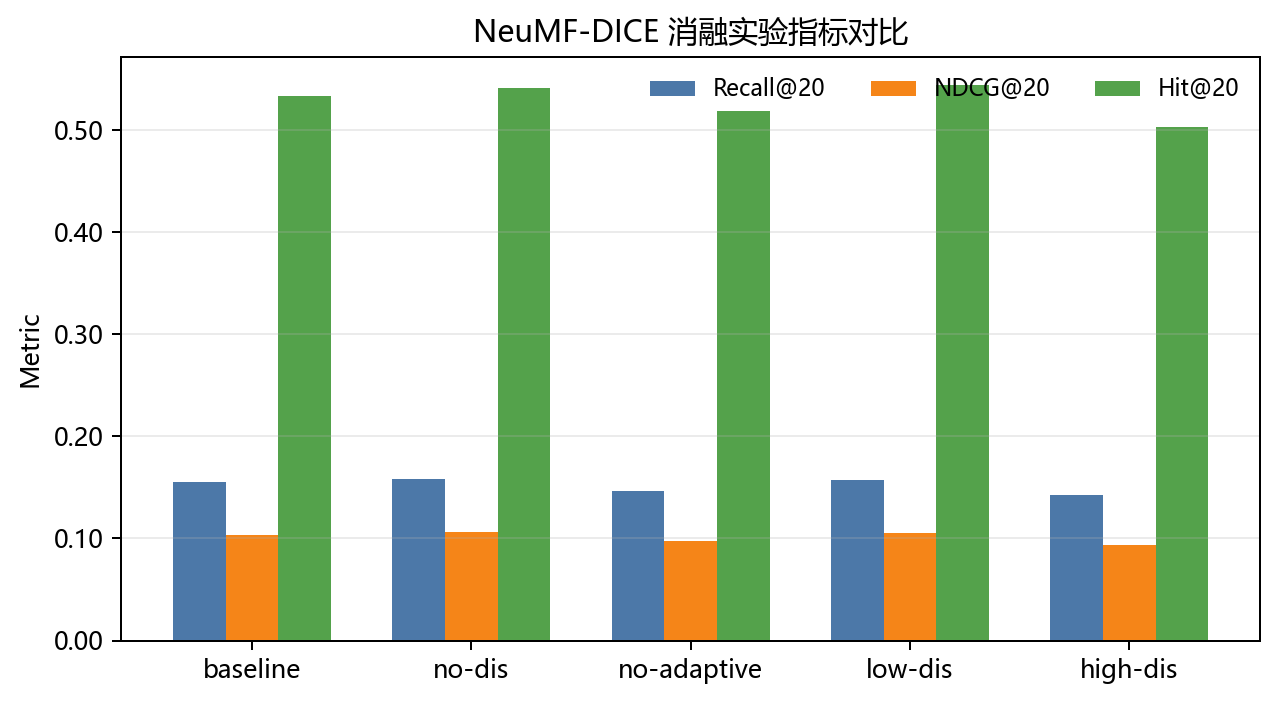 NeuMF-DICE 消融实验指标对比
Recall@20 NDCG@20 Hit@20
Metric
0.50
0.40
0.30
0.20
0.10
0.00
baseline no-dis no-adaptive low-dis high-dis